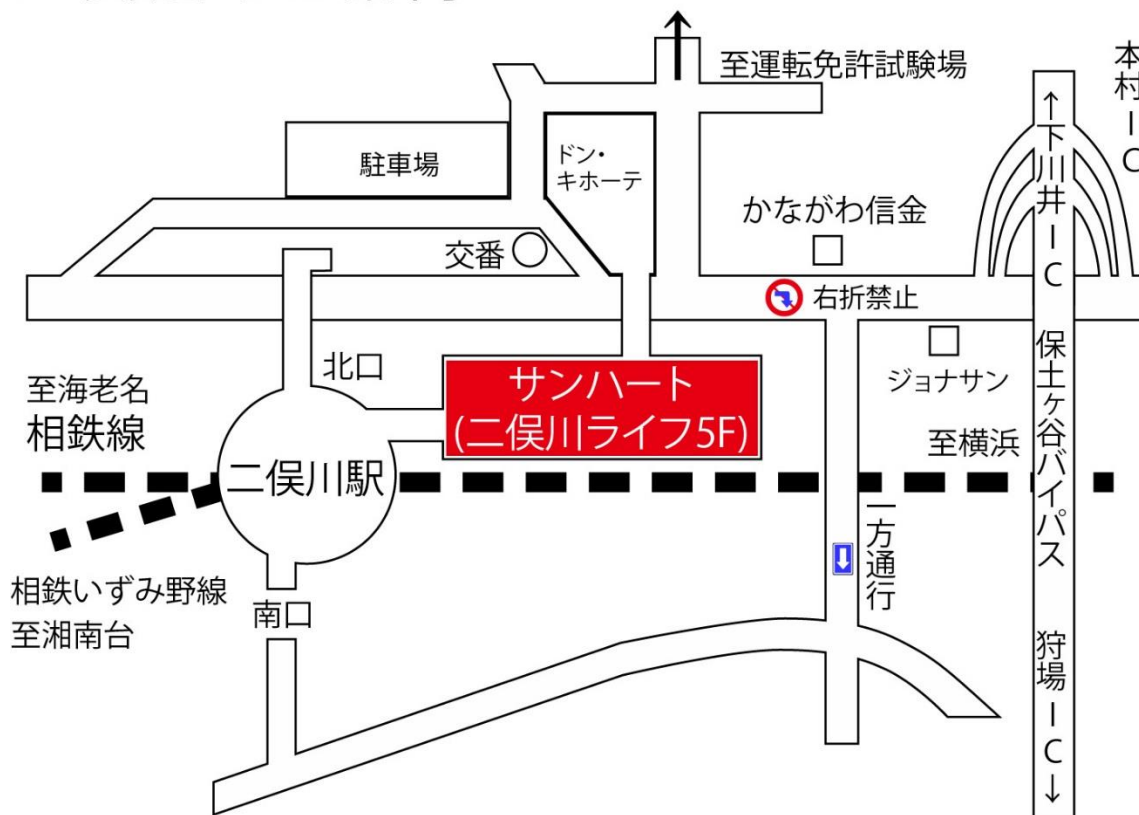 至運転免許試験場
本村IC
駐車場
ドン・
キホーテ
↑下川井IC
かながわ信金
交番
右折禁止
北口
サンハート
(二俣川ライフ5F)
ジョナサン
保土ヶ谷バイパス
至海老名
相鉄線
至横浜
二俣川駅
一方通行
相鉄いずみ野線
至湘南台
南口
狩場IC↓